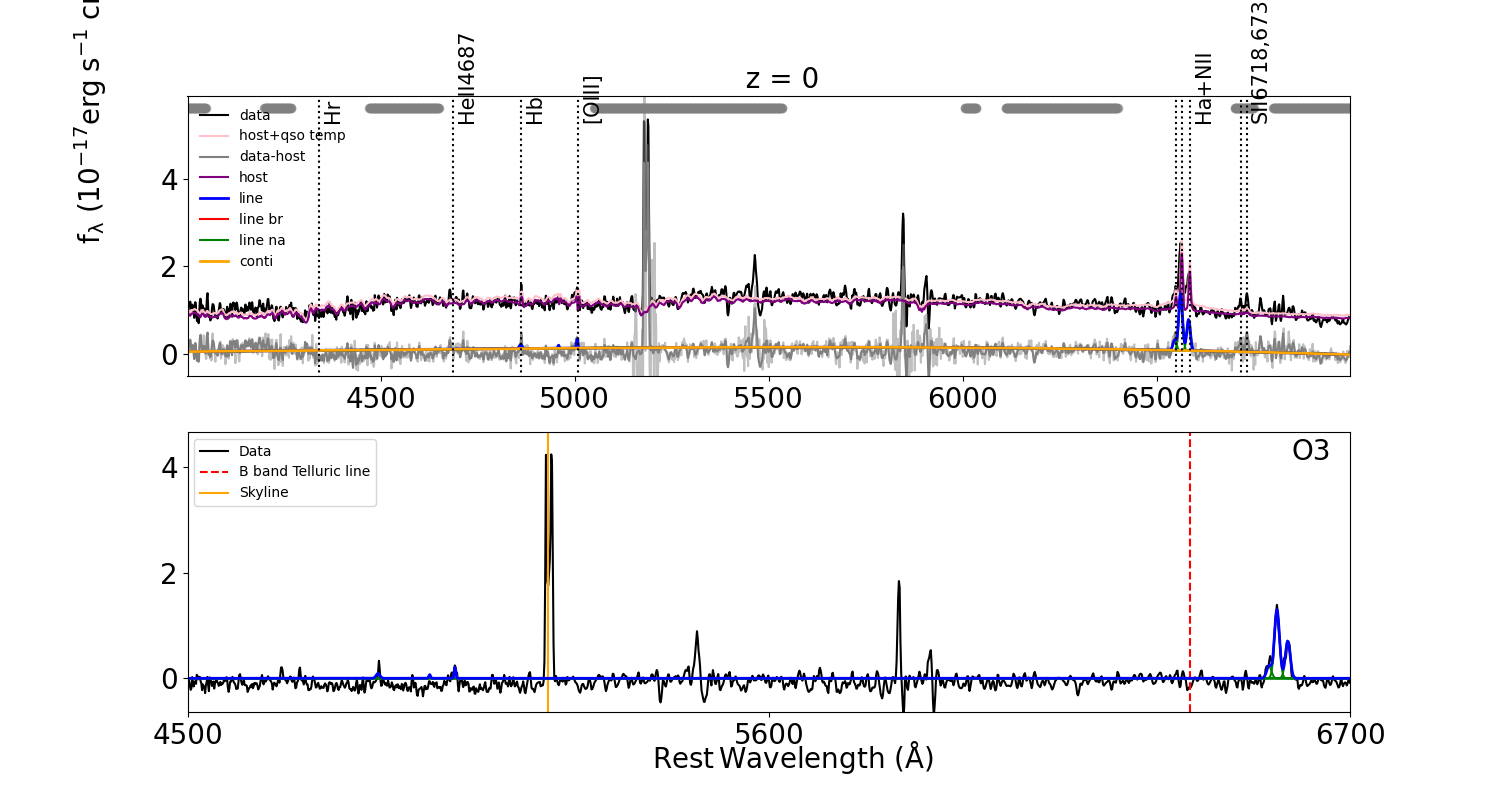 z = 0
f_λ (10^−17 erg s^−1 c
Hr
HeII4687
Hb
[OIII]
Ha+NII
SII6718,673
data
host+qso temp
data-host
host
line
line br
line na
conti
4
2
0
4500
5000
5500
6000
6500
O3
Data
B band Telluric line
Skyline
4
2
0
4500
5600
6700
Rest Wavelength (Å)